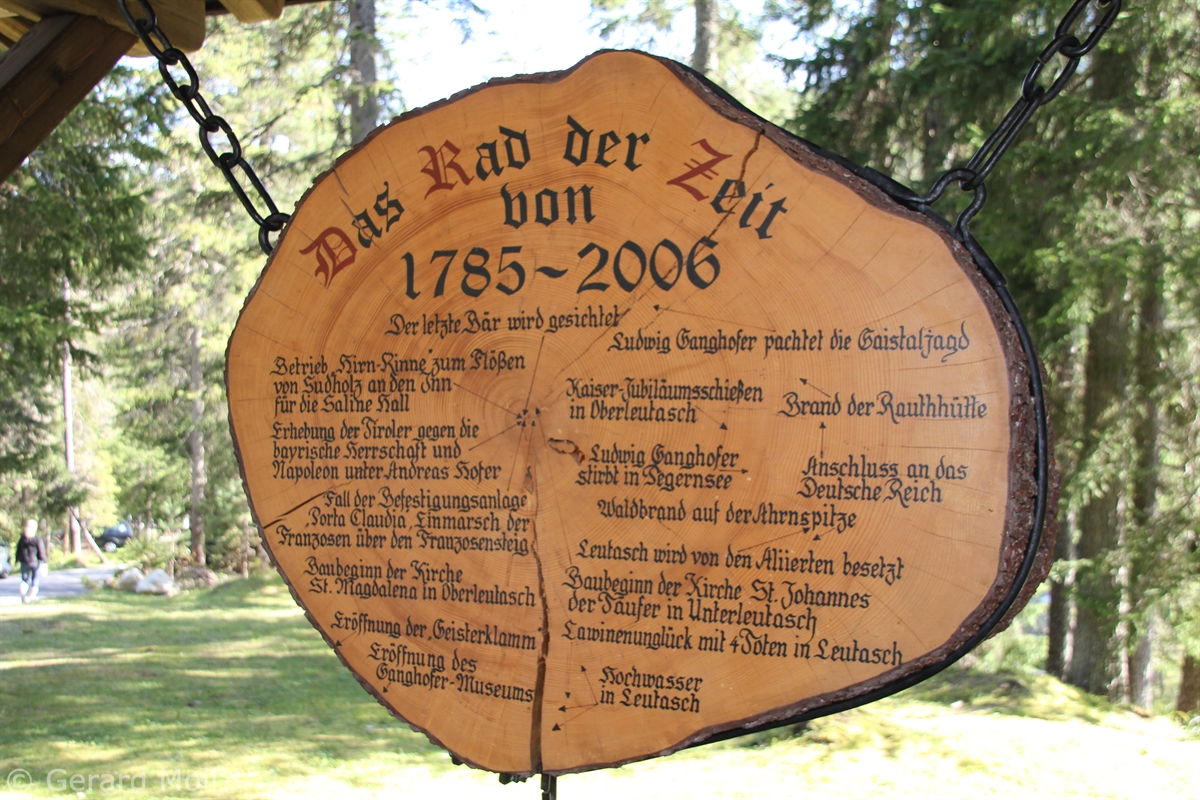 Das Rad der Zeit
von
1785~2006
Der letzte Bär wird gesichtet
Ludwig Ganghofer pachtet die Gaistaljagd
Betrieb „Hirn-Rinne" zum Flößen
von Sudholz an den Inn
für die Saline Hall
Kaiser-Jubiläumsschießen
in Oberleutasch
Brand der Rauthhütte
Erhebung der Tiroler gegen die
bayrische Herrschaft und
Napoleon unter Andreas Hofer
Ludwig Ganghofer
stirbt in Tegernsee
Anschluss an das
Deutsche Reich
Fall der Befestigungsanlage
„Porta Claudia, Einmarsch der
Franzosen über den Franzosensteig
Waldbrand auf der Ahrnspitze
Leutasch wird von den Aliierten besetzt
Baubeginn der Kirche
St. Magdalena in Oberleutasch
Baubeginn der Kirche St. Johannes
der Täufer in Unterleutasch
Eröffnung der „Geisterklamm
Lawinenunglück mit 4 Toten in Leutasch
Eröffnung des
Ganghofer-Museums
Hochwasser
in Leutasch
© Gerard